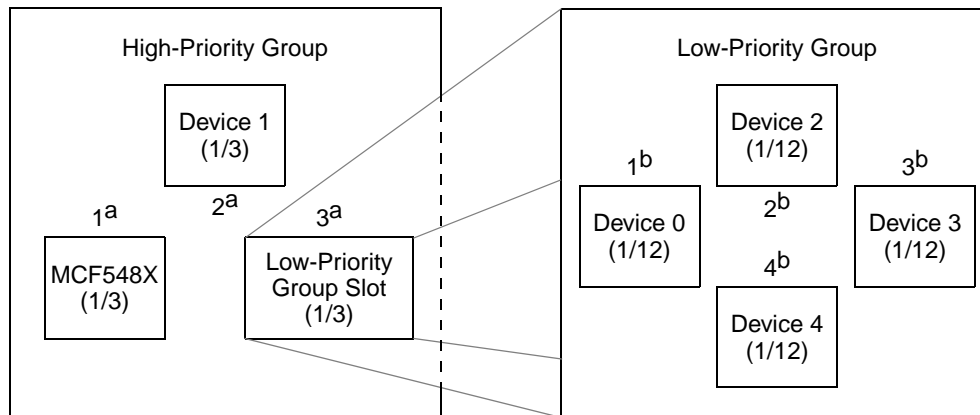 High-Priority Group
Device 1
(1/3)
1a
2a
3a
MCF548X
(1/3)
Low-Priority
Group Slot
(1/3)
Low-Priority Group
Device 2
(1/12)
1b
2b
3b
Device 0
(1/12)
Device 3
(1/12)
4b
Device 4
(1/12)